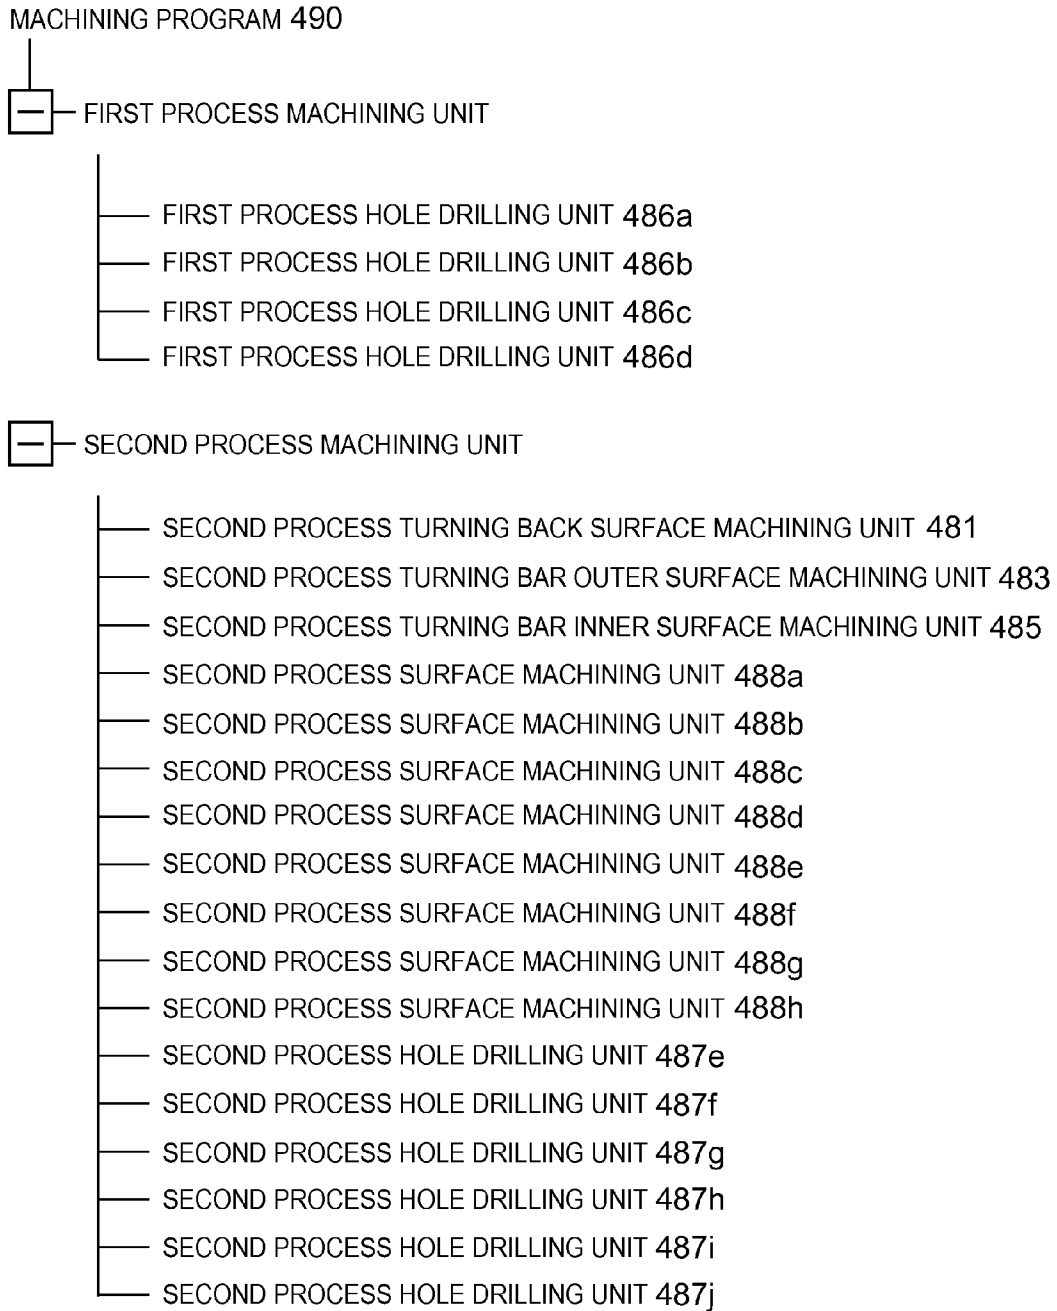 MACHINING PROGRAM 490
FIRST PROCESS MACHINING UNIT
FIRST PROCESS HOLE DRILLING UNIT 486a
FIRST PROCESS HOLE DRILLING UNIT 486b
FIRST PROCESS HOLE DRILLING UNIT 486c
FIRST PROCESS HOLE DRILLING UNIT 486d
SECOND PROCESS MACHINING UNIT
SECOND PROCESS TURNING BACK SURFACE MACHINING UNIT 481
SECOND PROCESS TURNING BAR OUTER SURFACE MACHINING UNIT 483
SECOND PROCESS TURNING BAR INNER SURFACE MACHINING UNIT 485
SECOND PROCESS SURFACE MACHINING UNIT 488a
SECOND PROCESS SURFACE MACHINING UNIT 488b
SECOND PROCESS SURFACE MACHINING UNIT 488c
SECOND PROCESS SURFACE MACHINING UNIT 488d
SECOND PROCESS SURFACE MACHINING UNIT 488e
SECOND PROCESS SURFACE MACHINING UNIT 488f
SECOND PROCESS SURFACE MACHINING UNIT 488g
SECOND PROCESS SURFACE MACHINING UNIT 488h
SECOND PROCESS HOLE DRILLING UNIT 487e
SECOND PROCESS HOLE DRILLING UNIT 487f
SECOND PROCESS HOLE DRILLING UNIT 487g
SECOND PROCESS HOLE DRILLING UNIT 487h
SECOND PROCESS HOLE DRILLING UNIT 487i
SECOND PROCESS HOLE DRILLING UNIT 487j